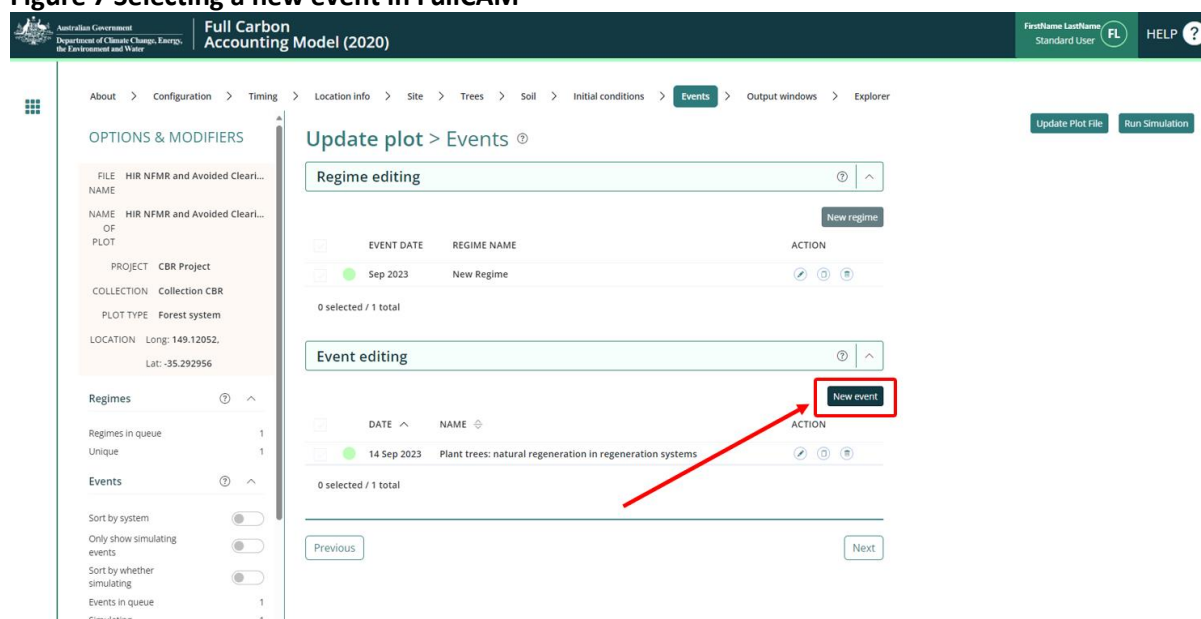 Figure 7 Selecting a new event in FullCAM
Australian Government
Department of Climate Change, Energy,
the Environment and Water
Full Carbon
Accounting Model (2020)
FirstName LastName
Standard User
FL
HELP ?
About > Configuration > Timing > Location info > Site > Trees > Soil > Initial conditions > Events > Output windows > Explorer
Update Plot File Run Simulation
OPTIONS & MODIFIERS
FILE NAME HIR NFMR and Avoided Cleari...
NAME OF PLOT HIR NFMR and Avoided Cleari...
PROJECT CBR Project
COLLECTION Collection CBR
PLOT TYPE Forest system
LOCATION Long: 149.12052,
Lat: -35.292956
Regimes ?
Regimes in queue 1
Unique 1
Events ?
Sort by system
Only show simulating
events
Sort by whether
simulating
Events in queue 1
Simulating 1
Update plot > Events ?
Regime editing ?
New regime
EVENT DATE REGIME NAME ACTION
Sep 2023 New Regime
0 selected / 1 total
Event editing ?
New event
DATE NAME ACTION
14 Sep 2023 Plant trees: natural regeneration in regeneration systems
0 selected / 1 total
Previous Next